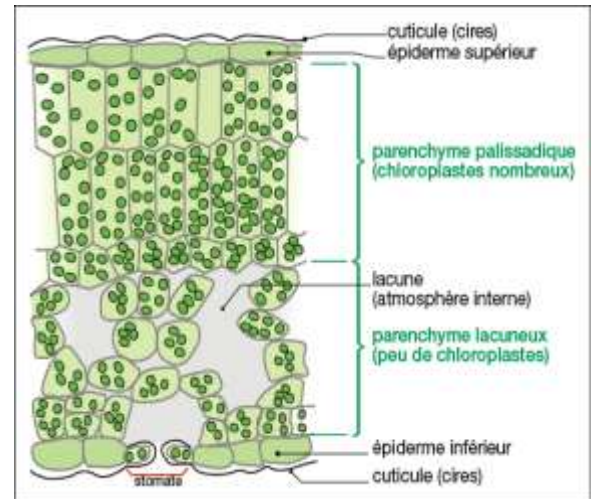 cuticule (cires)
épiderme supérieur
parenchyme palissadique
(chloroplastes nombreux)
lacune
(atmosphère interne)
parenchyme lacuneux
(peu de chloroplastes)
épiderme inférieur
cuticule (cires)
stomate